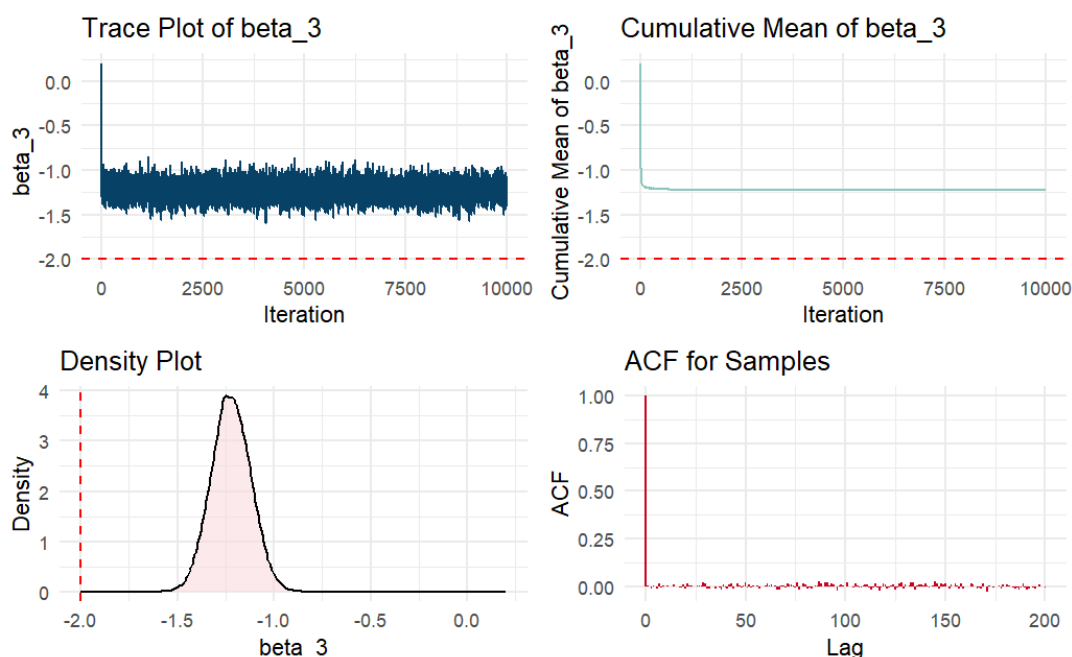 Trace Plot of beta_3
beta_3
0.0
-0.5
-1.0
-1.5
-2.0
0 2500 5000 7500 10000
Iteration
Cumulative Mean of beta_3
Cumulative Mean of beta_3
0.0
-0.5
-1.0
-1.5
-2.0
0 2500 5000 7500 10000
Iteration
Density Plot
Density
4
3
2
1
0
-2.0 -1.5 -1.0 -0.5 0.0
beta_3
ACF for Samples
ACF
1.00
0.75
0.50
0.25
0.00
0 50 100 150 200
Lag